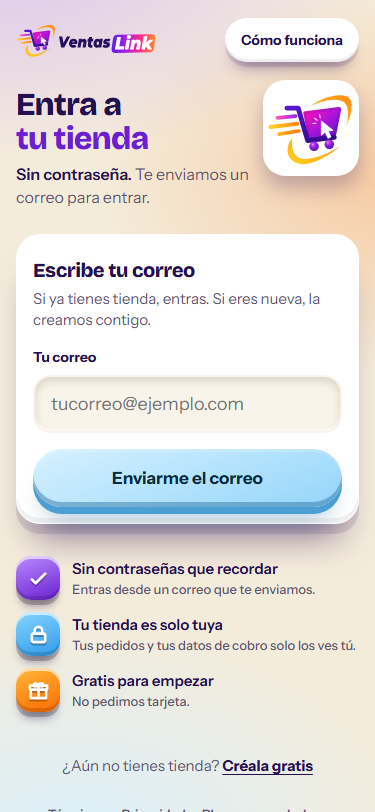 VentasLink
Cómo funciona
Entra a
tu tienda
Sin contraseña. Te enviamos un
correo para entrar.
Escribe tu correo
Si ya tienes tienda, entras. Si eres nueva, la
creamos contigo.
Tu correo
tucorreo@ejemplo.com
Enviarme el correo
Sin contraseñas que recordar
Entras desde un correo que te enviamos.
Tu tienda es solo tuya
Tus pedidos y tus datos de cobro solo los ves tú.
Gratis para empezar
No pedimos tarjeta.
¿Aún no tienes tienda? Créala gratis